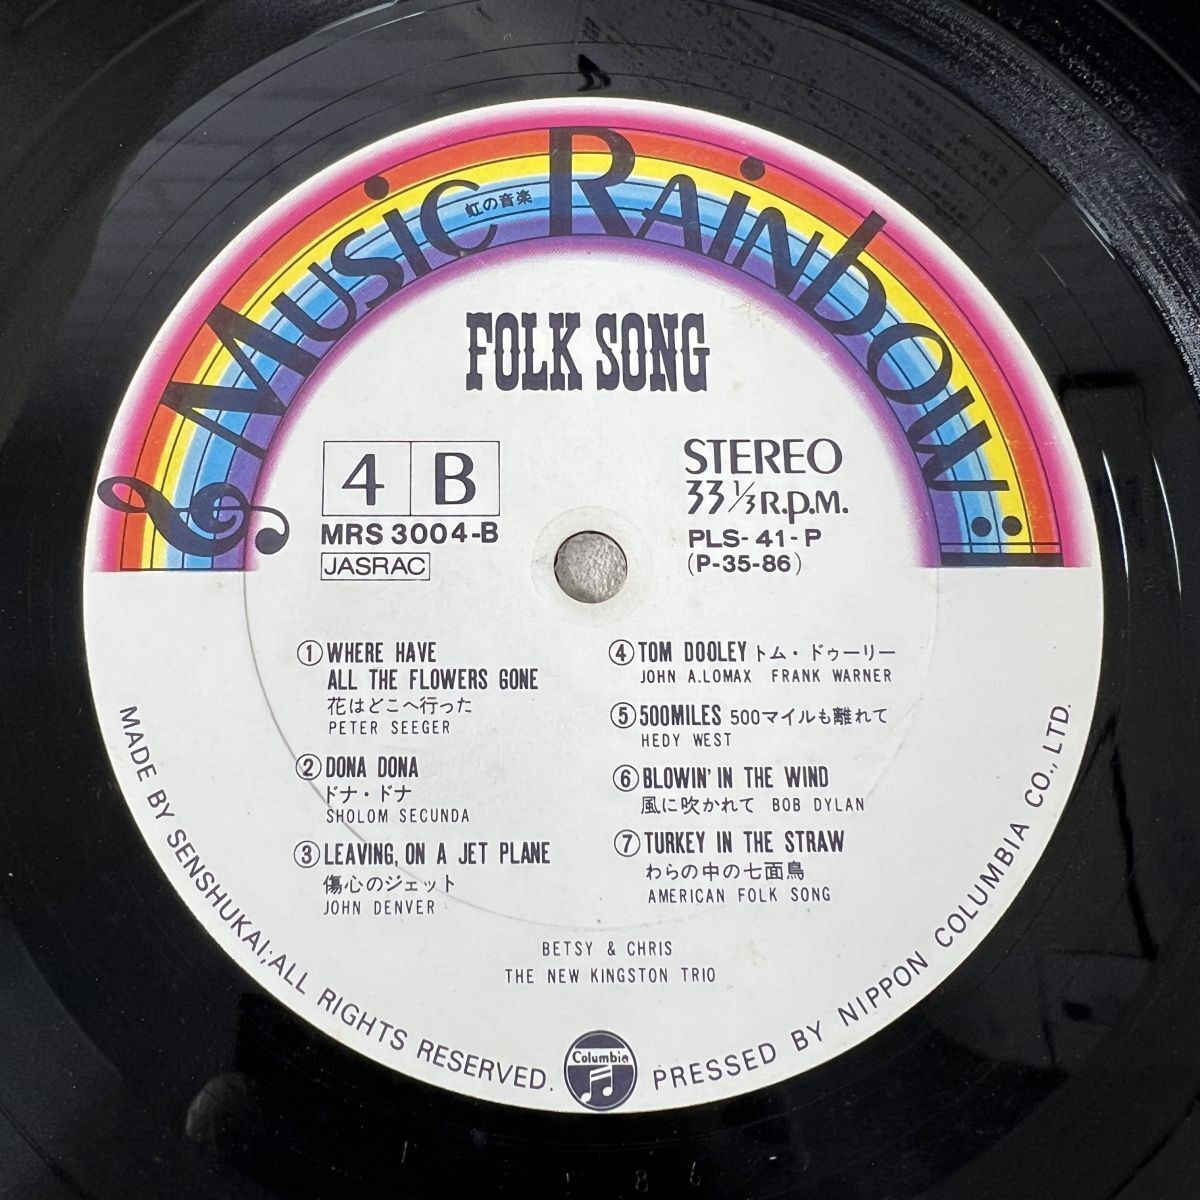 MUSIC RAINBOW
虹の音楽
FOLK SONG
4 B
MRS 3004-B
JASRAC
STEREO
33 1/3 R.P.M.
PLS-41-P
(P-35-86)
① WHERE HAVE
ALL THE FLOWERS GONE
花はどこへ行った
PETER SEEGER
② DONA DONA
ドナ・ドナ
SHOLOM SECUNDA
③ LEAVING, ON A JET PLANE
傷心のジェット
JOHN DENVER
④ TOM DOOLEY トム・ドゥーリー
JOHN A.LOMAX FRANK WARNER
⑤ 500MILES 500マイルも離れて
HEDY WEST
⑥ BLOWIN' IN THE WIND
風に吹かれて BOB DYLAN
⑦ TURKEY IN THE STRAW
わらの中の七面鳥
AMERICAN FOLK SONG
BETSY & CHRIS
THE NEW KINGSTON TRIO
MADE BY SENSHUKAI;ALL RIGHTS RESERVED.
Columbia
PRESSED BY NIPPON COLUMBIA CO., LTD.